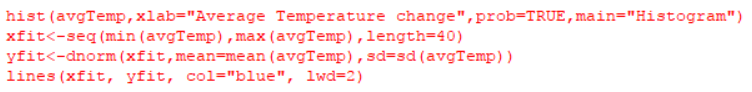 hist(avgTemp,xlab="Average Temperature change",prob=TRUE,main="Histogram")
xfit<-seq(min(avgTemp),max(avgTemp),length=40)
yfit<-dnorm(xfit,mean=mean(avgTemp),sd=sd(avgTemp))
lines(xfit, yfit, col="blue", lwd=2)